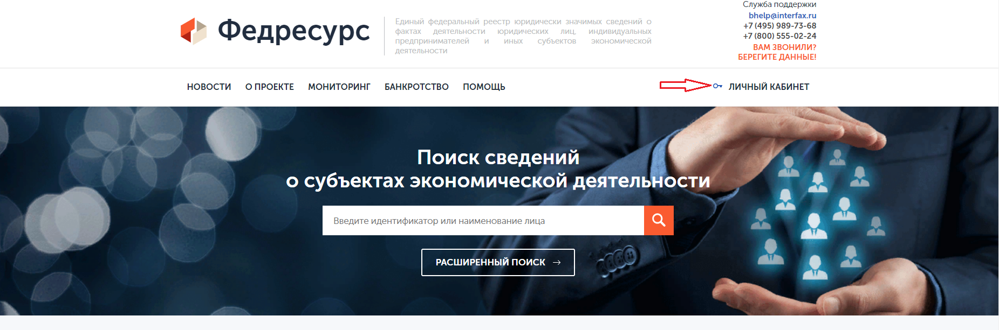 Служба поддержки
bhelp@interfax.ru
+7 (495) 989-73-68
+7 (800) 555-02-24
ВАМ ЗВОНИЛИ?
БЕРЕГИТЕ ДАННЫЕ!
Федресурс
Единый федеральный реестр юридически значимых сведений о
фактах деятельности юридических лиц, индивидуальных
предпринимателей и иных субъектов экономической
деятельности
НОВОСТИ О ПРОЕКТЕ МОНИТОРИНГ БАНКРОТСТВО ПОМОЩЬ ЛИЧНЫЙ КАБИНЕТ
Поиск сведений
о субъектах экономической деятельности
Введите идентификатор или наименование лица
РАСШИРЕННЫЙ ПОИСК →